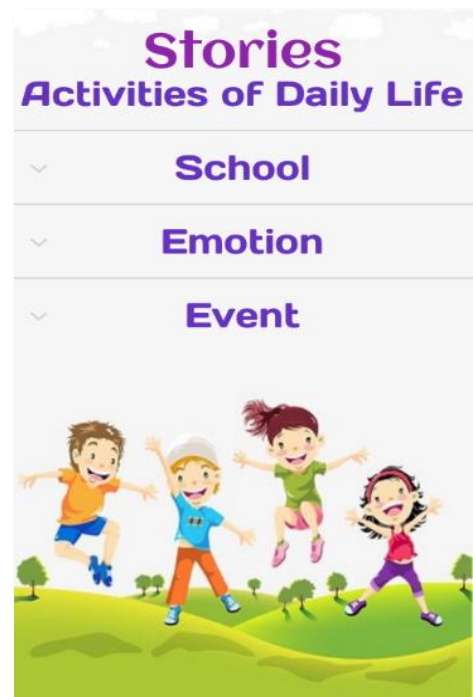 Stories
Activities of Daily Life
School
Emotion
Event